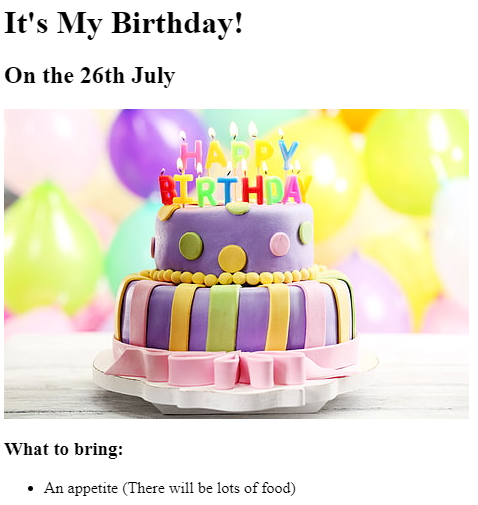 It's My Birthday!
On the 26th July
HAPPY
BIRTHDAY
What to bring:
An appetite (There will be lots of food)